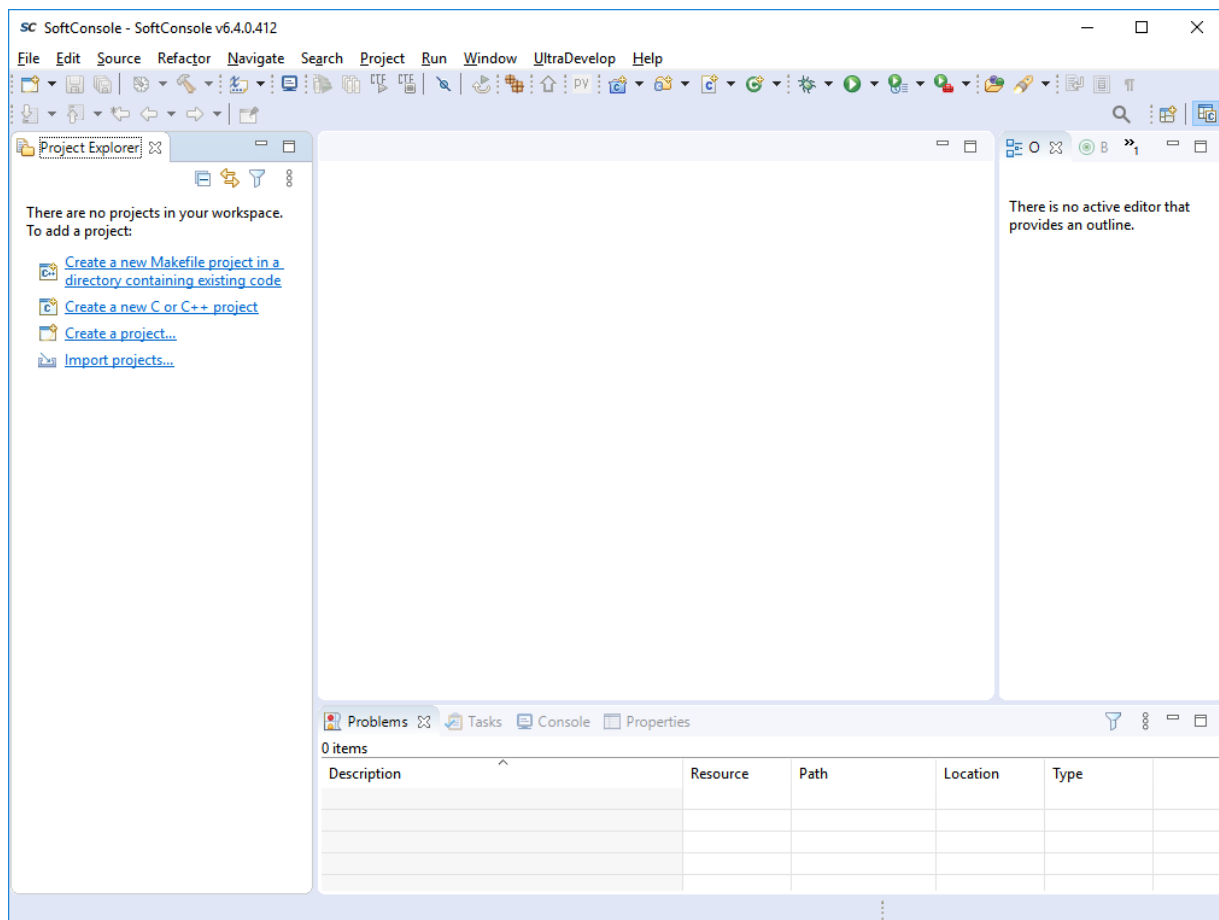 SC SoftConsole - SoftConsole v6.4.0.412
File Edit Source Refactor Navigate Search Project Run Window UltraDevelop Help
Project Explorer
O
B
»1
There are no projects in your workspace.
To add a project:
Create a new Makefile project in a
directory containing existing code
Create a new C or C++ project
Create a project...
Import projects...
There is no active editor that
provides an outline.
Problems Tasks Console Properties
0 items
Description Resource Path Location Type